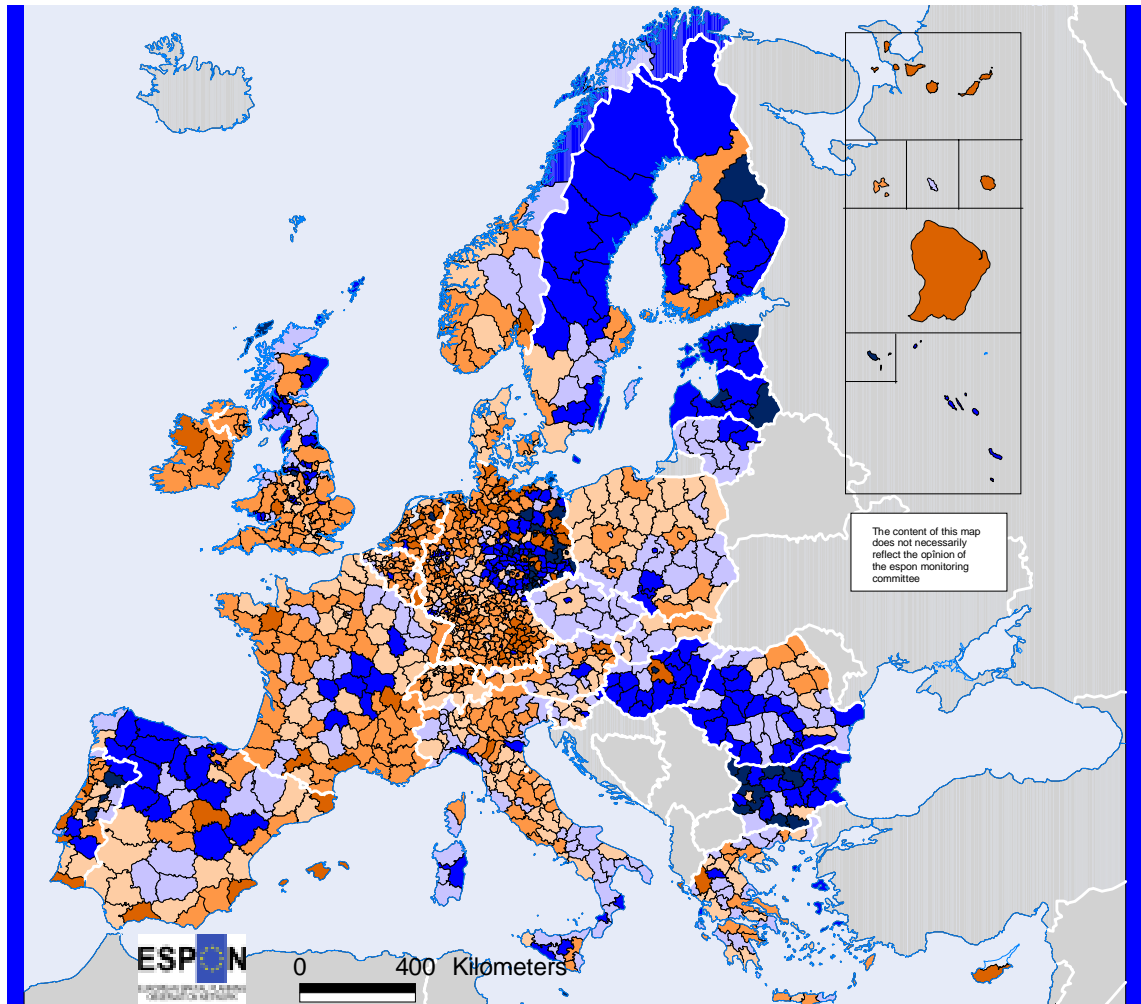 The content of this map
does not necessarily
reflect the opinion of
the espon monitoring
committee
ESPON
0 400 Kilometers